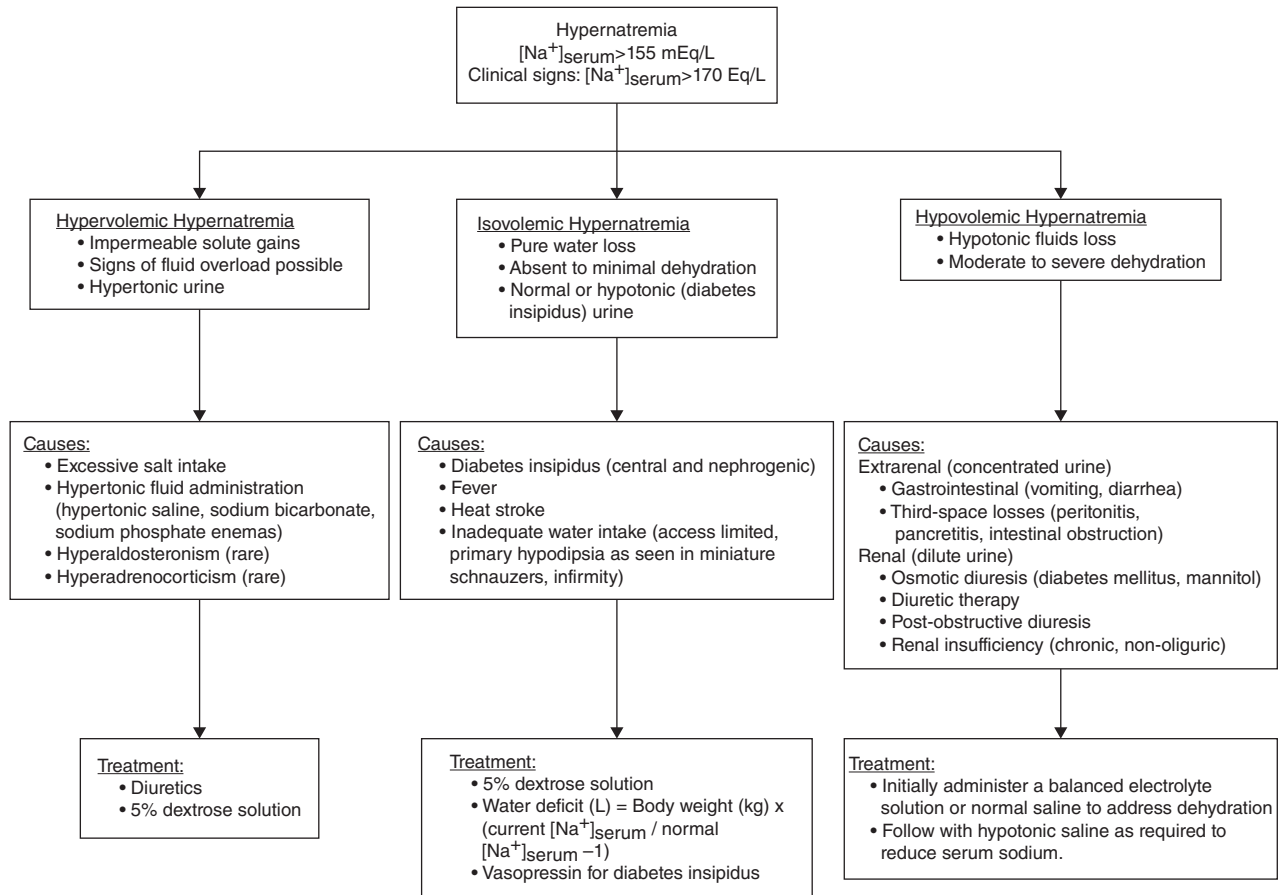 Hypernatremia
[Na+]serum>155 mEq/L
Clinical signs: [Na+]serum>170 Eq/L
Hypervolemic Hypernatremia
• Impermeable solute gains
• Signs of fluid overload possible
• Hypertonic urine
Isovolemic Hypernatremia
• Pure water loss
• Absent to minimal dehydration
• Normal or hypotonic (diabetes
insipidus) urine
Hypovolemic Hypernatremia
• Hypotonic fluids loss
• Moderate to severe dehydration
Causes:
• Excessive salt intake
• Hypertonic fluid administration
(hypertonic saline, sodium bicarbonate,
sodium phosphate enemas)
• Hyperaldosteronism (rare)
• Hyperadrenocorticism (rare)
Causes:
• Diabetes insipidus (central and nephrogenic)
• Fever
• Heat stroke
• Inadequate water intake (access limited,
primary hypodipsia as seen in miniature
schnauzers, infirmity)
Causes:
Extrarenal (concentrated urine)
• Gastrointestinal (vomiting, diarrhea)
• Third-space losses (peritonitis,
pancretitis, intestinal obstruction)
Renal (dilute urine)
• Osmotic diuresis (diabetes mellitus, mannitol)
• Diuretic therapy
• Post-obstructive diuresis
• Renal insufficiency (chronic, non-oliguric)
Treatment:
• Diuretics
• 5% dextrose solution
Treatment:
• 5% dextrose solution
• Water deficit (L) = Body weight (kg) x
(current [Na+]serum / normal
[Na+]serum –1)
• Vasopressin for diabetes insipidus
Treatment:
• Initially administer a balanced electrolyte
solution or normal saline to address dehydration
• Follow with hypotonic saline as required to
reduce serum sodium.